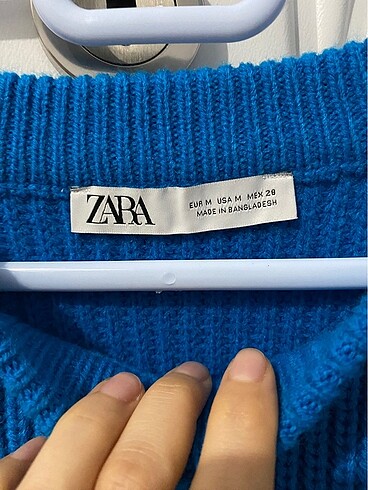 ZARA
EUR M USA M MEX 28
MADE IN BANGLADESH